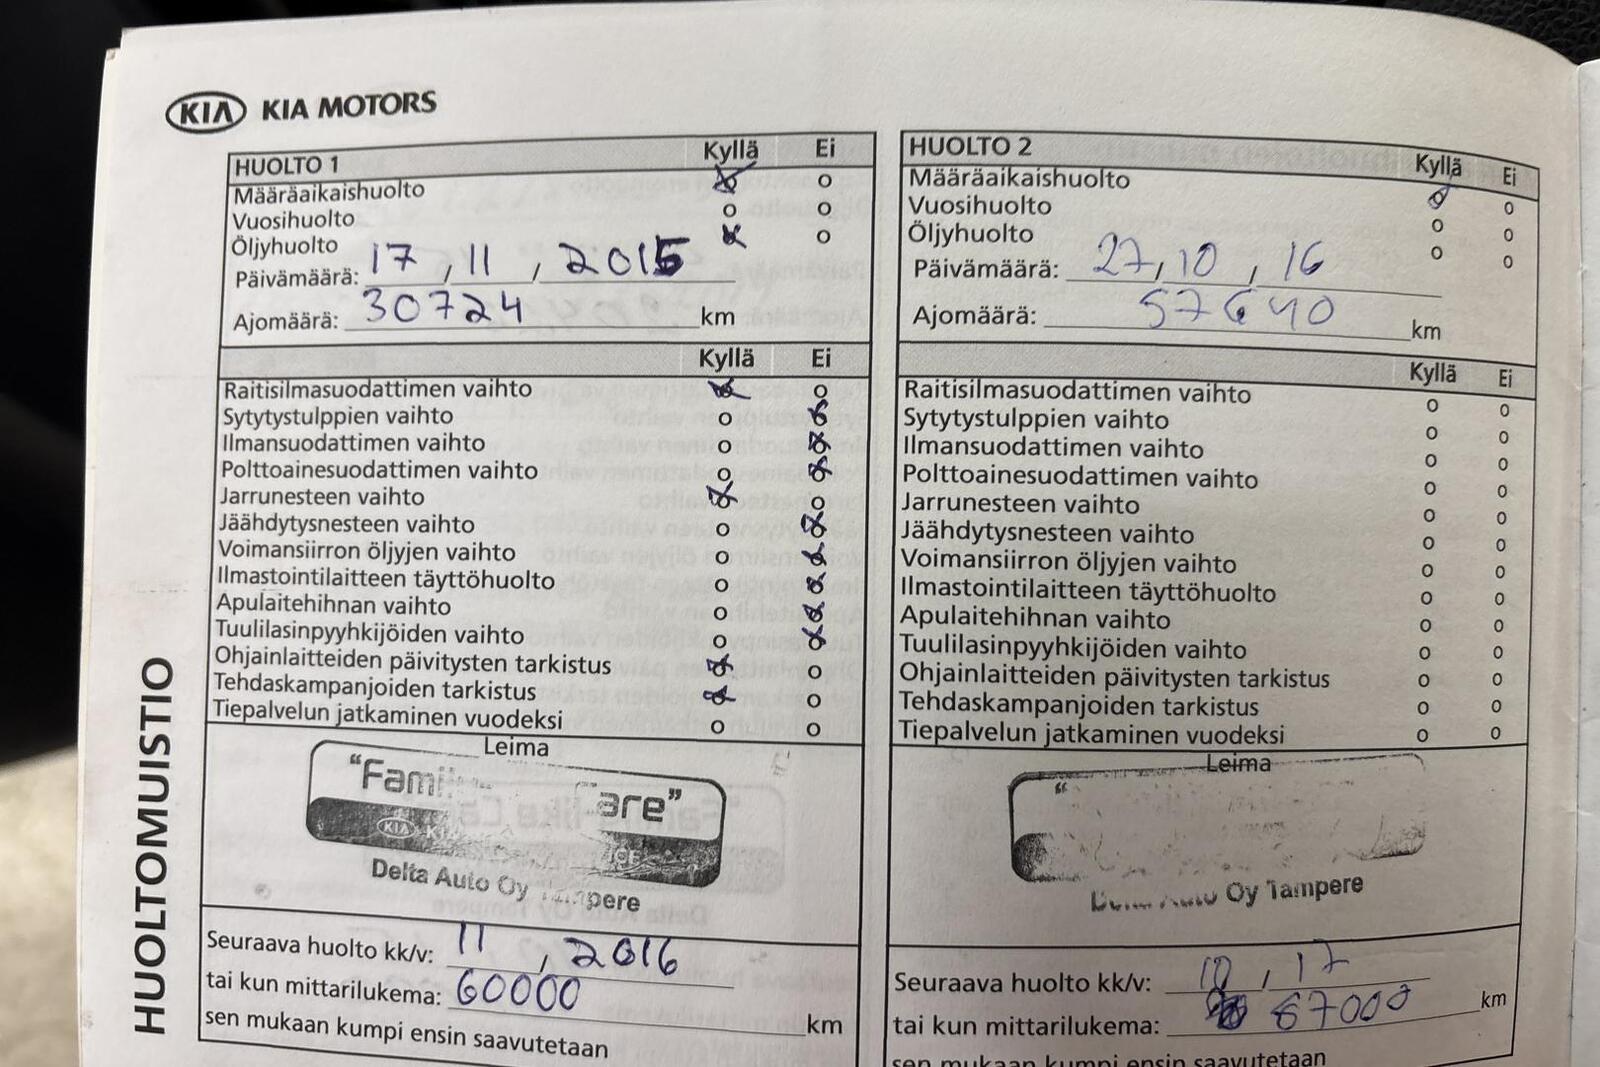 KIA KIA MOTORS
HUOLTOMUISTIO
HUOLTO 1 Kyllä Ei
Määräaikaishuolto o
Vuosihuolto o o
Öljyhuolto o
Päivämäärä: 17 , 11 , 2015
Ajomäärä: 30724 km
Kyllä Ei
Raitisilmasuodattimen vaihto o
Sytytystulppien vaihto o
Ilmansuodattimen vaihto o
Polttoainesuodattimen vaihto o
Jarrunesteen vaihto o
Jäähdytysnesteen vaihto o
Voimansiirron öljyjen vaihto o
Ilmastointilaitteen täyttöhuolto o
Apulaitehihnan vaihto o
Tuulilasinpyyhkijöiden vaihto o
Ohjainlaitteiden päivitysten tarkistus o
Tehdaskampanjoiden tarkistus o
Tiepalvelun jatkaminen vuodeksi o o
Leima
KIA
Delta Auto Oy Tampere
Seuraava huolto kk/v: 11 , 2016
tai kun mittarilukema: 60000 km
sen mukaan kumpi ensin saavutetaan
HUOLTO 2 Kyllä Ei
Määräaikaishuolto o
Vuosihuolto o o
Öljyhuolto o o
Päivämäärä: 27, 10 , 16
Ajomäärä: 57640 km
Kyllä Ei
Raitisilmasuodattimen vaihto o o
Sytytystulppien vaihto o o
Ilmansuodattimen vaihto o o
Polttoainesuodattimen vaihto o o
Jarrunesteen vaihto o o
Jäähdytysnesteen vaihto o o
Voimansiirron öljyjen vaihto o o
Ilmastointilaitteen täyttöhuolto o o
Apulaitehihnan vaihto o o
Tuulilasinpyyhkijöiden vaihto o o
Ohjainlaitteiden päivitysten tarkistus o o
Tehdaskampanjoiden tarkistus o o
Tiepalvelun jatkaminen vuodeksi o o
Leima
Delta Auto Oy Tampere
Seuraava huolto kk/v: 10 , 17
tai kun mittarilukema: 87000 km
sen mukaan kumpi ensin saavutetaan